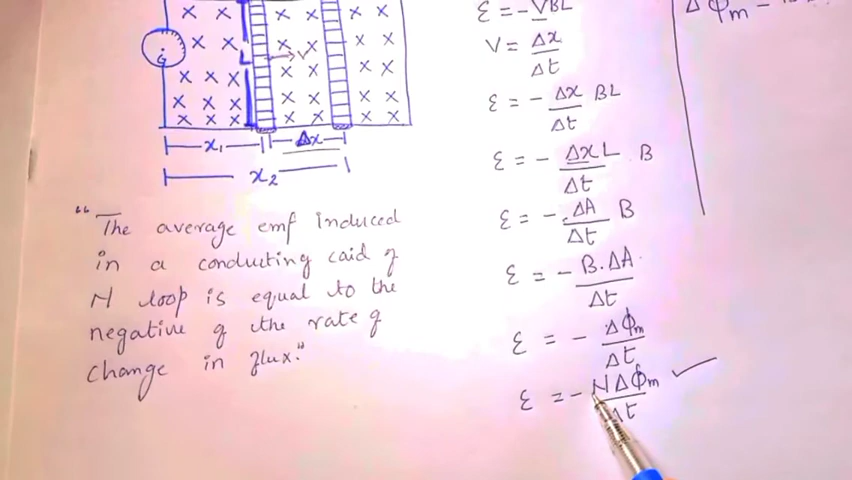 G
V
x₁
Δx
x₂
"The average emf induced
in a conducting caid of
N loop is equal to the
negative of the rate of
change in flux."
ε = -VBL
V = Δx/Δt
ε = - Δx/Δt BL
ε = - ΔxL/Δt B
ε = - ΔA/Δt B
ε = - B.ΔA/Δt
ε = - Δϕm/Δt
ε = - NΔϕm/Δt ✓
Δϕm -